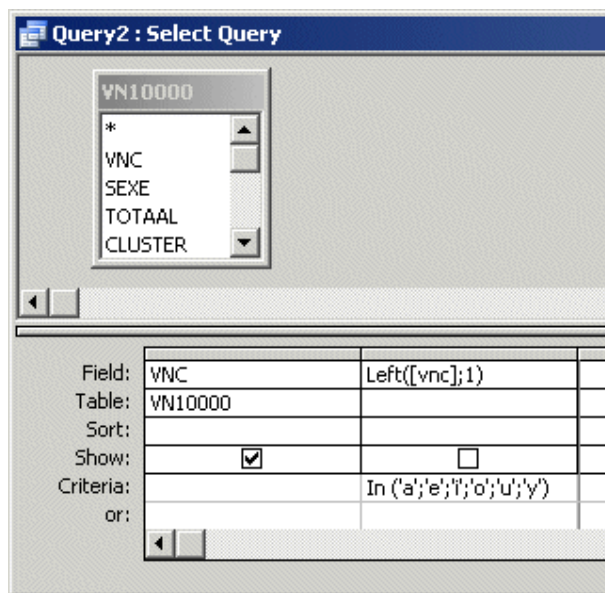 Query2 : Select Query
VN10000
*
VNC
SEXE
TOTAAL
CLUSTER
Field: VNC Left([vnc];1)
Table: VN10000
Sort:
Show:
Criteria: In ('a';'e';'i';'o';'u';'y')
or: